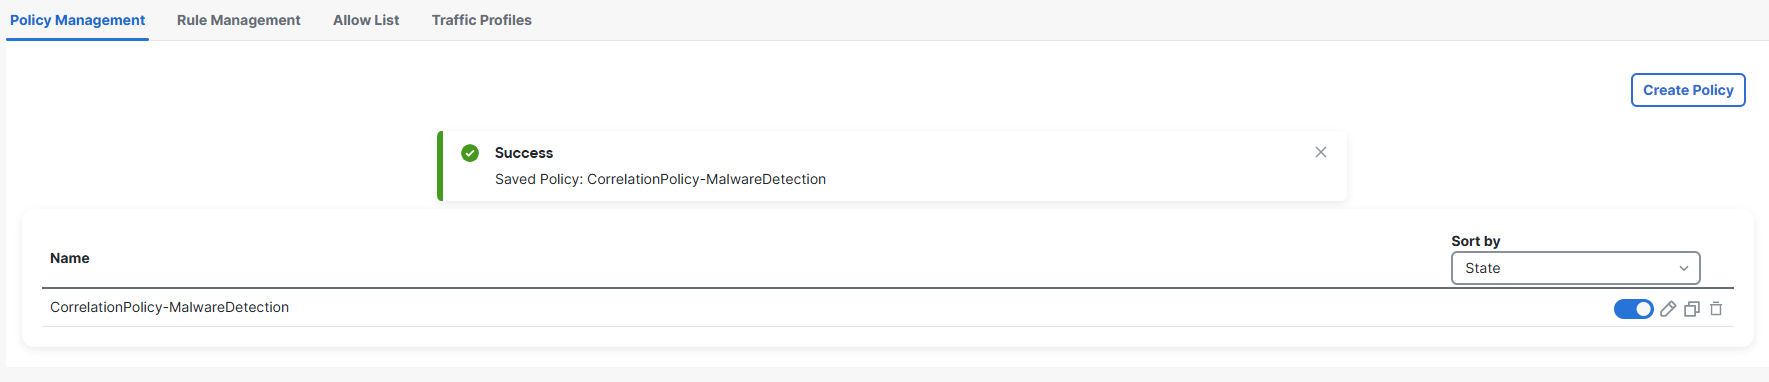 Policy Management Rule Management Allow List Traffic Profiles
Create Policy
Success
Saved Policy: CorrelationPolicy-MalwareDetection
Sort by
Name
State
CorrelationPolicy-MalwareDetection